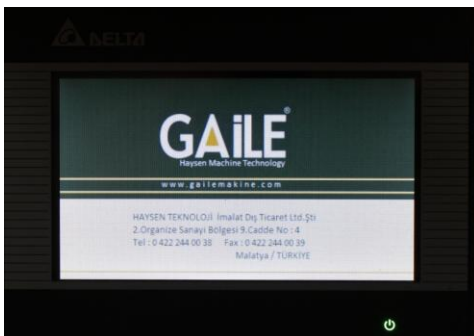 DELTA
GAiLE®
Haysen Machine Technology
www.gailemakine.com
HAYSEN TEKNOLOJİ İmalat Dış Ticaret Ltd.Şti
2.Organize Sanayi Bölgesi 9.Cadde No : 4
Tel : 0 422 244 00 38 Fax : 0 422 244 00 39
Malatya / TÜRKİYE